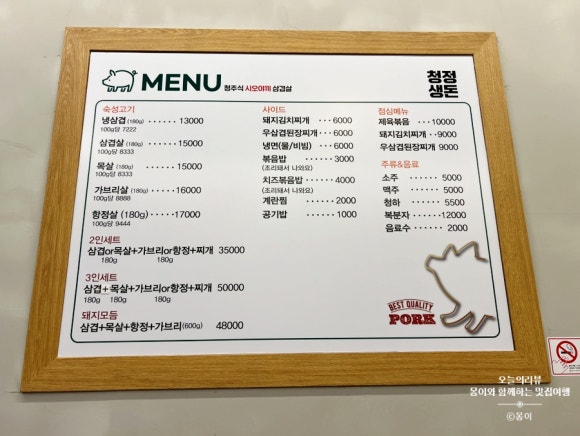 MENU 청주식 시오야끼 삼겹살
청정
생돈
숙성고기
냉삼겹 (180g) ······ 13000
100g당 7222
삼겹살 (180g) ······ 15000
100g당 8333
목살 (180g) ······ 15000
100g당 8333
가브리살 (180g) ······ 16000
100g당 8888
항정살 (180g) ······ 17000
100g당 9444
2인세트
삼겹or목살+가브리or항정+찌개 35000
180g 180g
3인세트
삼겹+목살+가브리or항정+찌개 50000
180g 180g 180g
돼지모듬
삼겹+목살+항정+가브리(600g) 48000
사이드
돼지김치찌개 ··· 6000
우삼겹된장찌개 ··· 6000
냉면(물/비빔) ··· 6000
볶음밥 ······ 3000
(조리돼서 나와요)
치즈볶음밥 ······ 4000
(조리돼서 나와요)
계란찜 ······ 2000
공기밥 ······ 1000
점심메뉴
제육볶음 ··· 10000
돼지김치찌개 ·· 9000
우삼겹된장찌개 9000
주류&음료
소주 ······ 5000
맥주 ······ 5000
청하 ······ 5500
복분자 ······ 12000
음료수 ······ 2000
BEST QUALITY
PORK
오늘의리뷰
몽이와 함께하는 맛집여행
©몽이